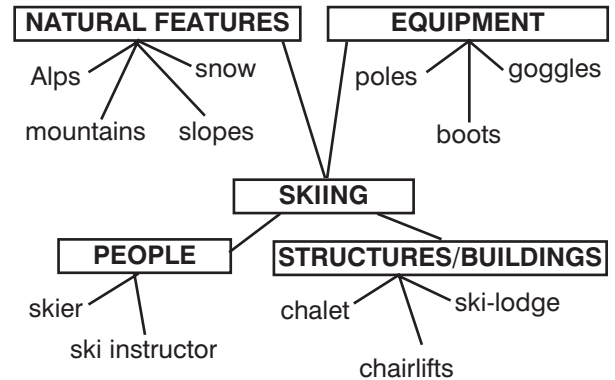 NATURAL FEATURES
Alps
snow
mountains
slopes
EQUIPMENT
poles
goggles
boots
SKIING
PEOPLE
skier
ski instructor
STRUCTURES/BUILDINGS
chalet
ski-lodge
chairlifts